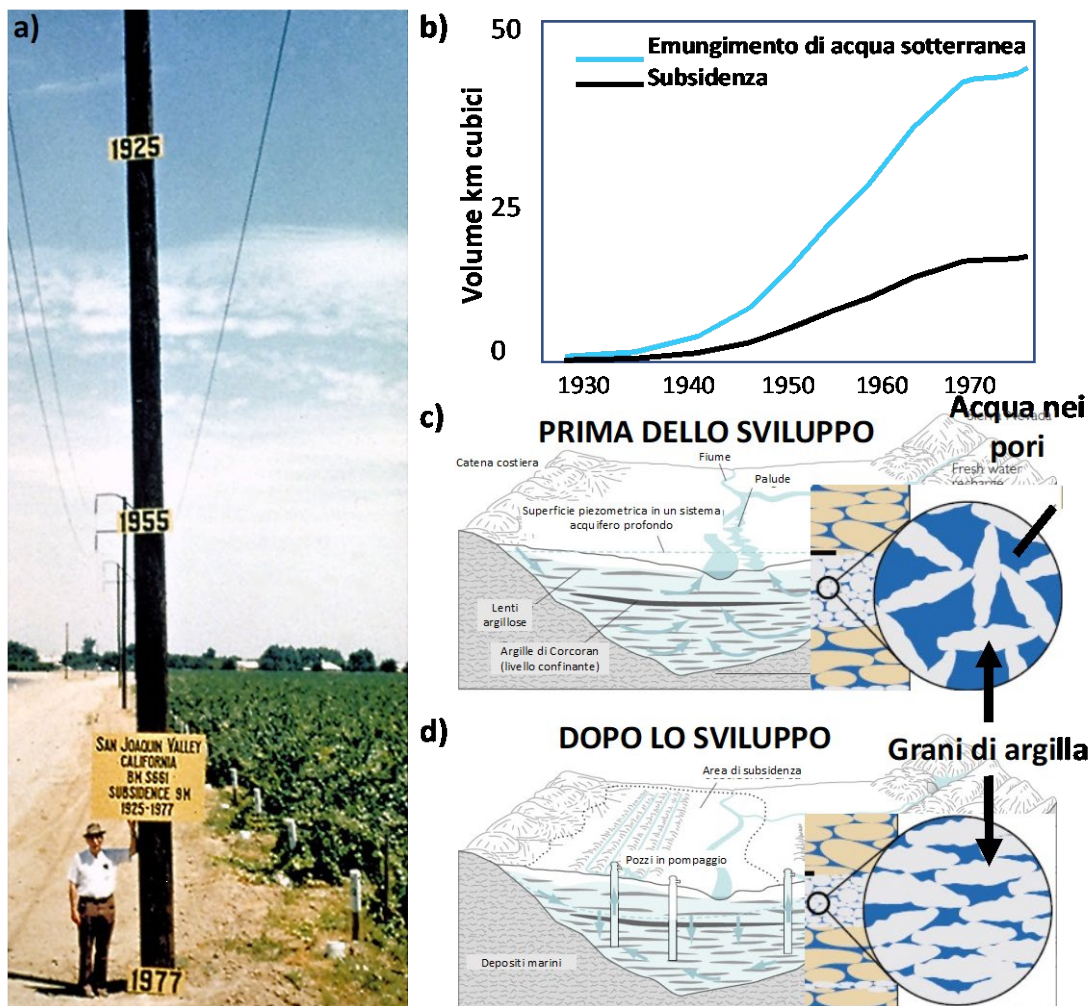 a)
1925
1955
SAN JOAQUIN VALLEY
CALIFORNIA
BM S661
SUBSIDENCE 9M
1925-1977
1977
b)
50
Emungimento di acqua sotterranea
Subsidenza
Volume km cubici
25
0
1930 1940 1950 1960 1970
c)
PRIMA DELLO SVILUPPO
Acqua nei
pori
Sierra Nevada
Fresh water
recharge
Catena costiera
Fiume
Palude
Superficie piezometrica in un sistema
acquifero profondo
Lenti
argillose
Argille di Corcoran
(livello confinante)
d)
DOPO LO SVILUPPO
Grani di argilla
Area di subsidenza
Pozzi in pompaggio
Depositi marini